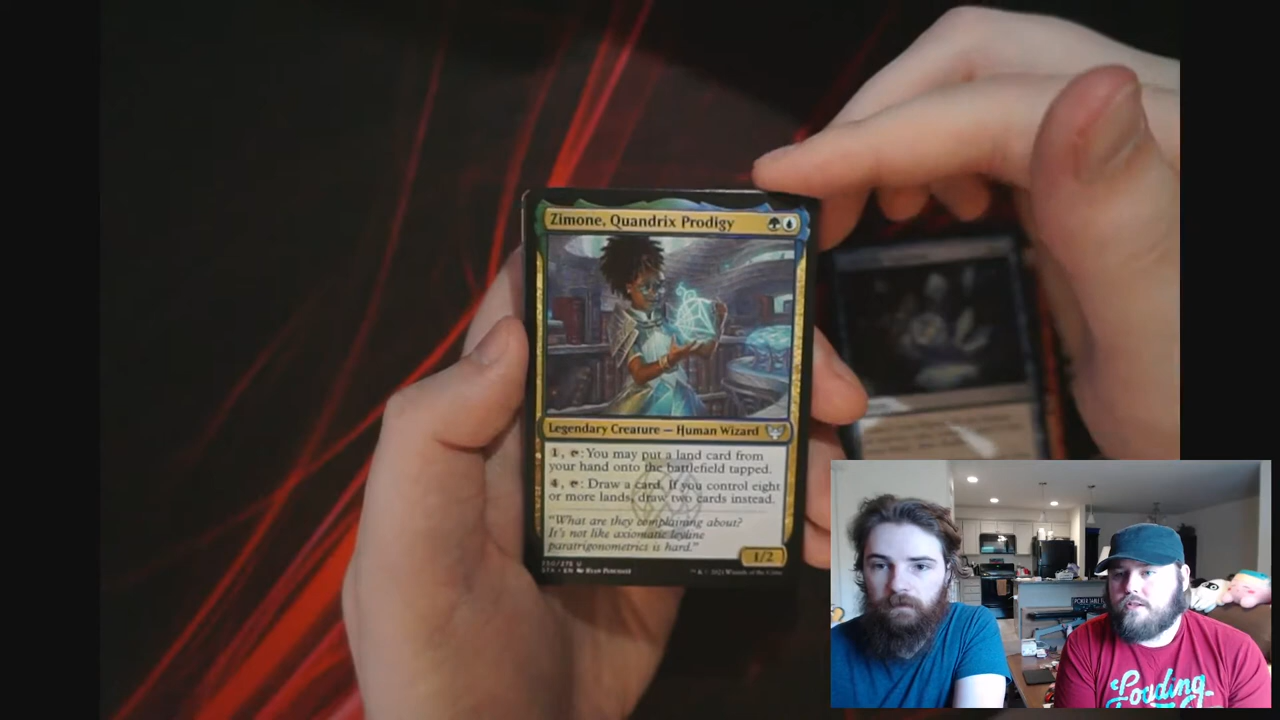 Zimone, Quandrix Prodigy
Legendary Creature — Human Wizard
1, : You may put a land card from
your hand onto the battlefield tapped.
4, : Draw a card. If you control eight
or more lands, draw two cards instead.
"What are they complaining about?
It's not like axiomatic leyline
paratrigonometrics is hard."
1/2
Loading